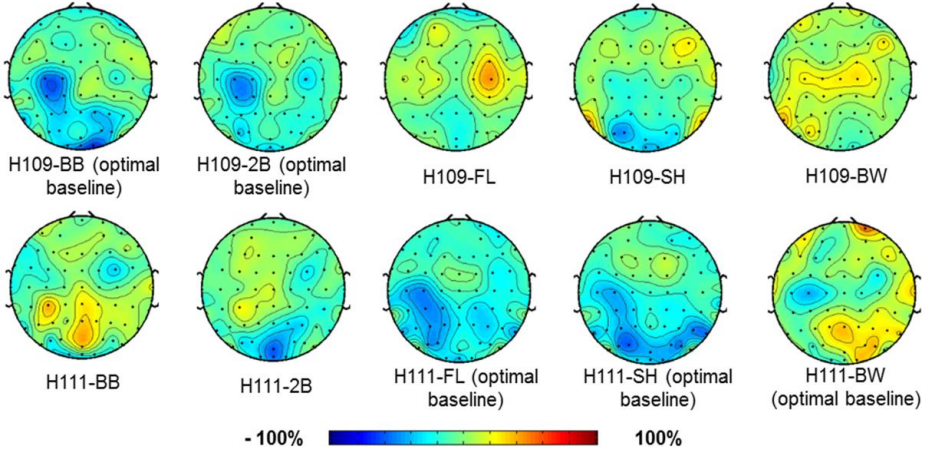 H109-BB (optimal
baseline)
H109-2B (optimal
baseline)
H109-FL
H109-SH
H109-BW
H111-BB
H111-2B
H111-FL (optimal
baseline)
H111-SH (optimal
baseline)
H111-BW
(optimal baseline)
- 100%
100%